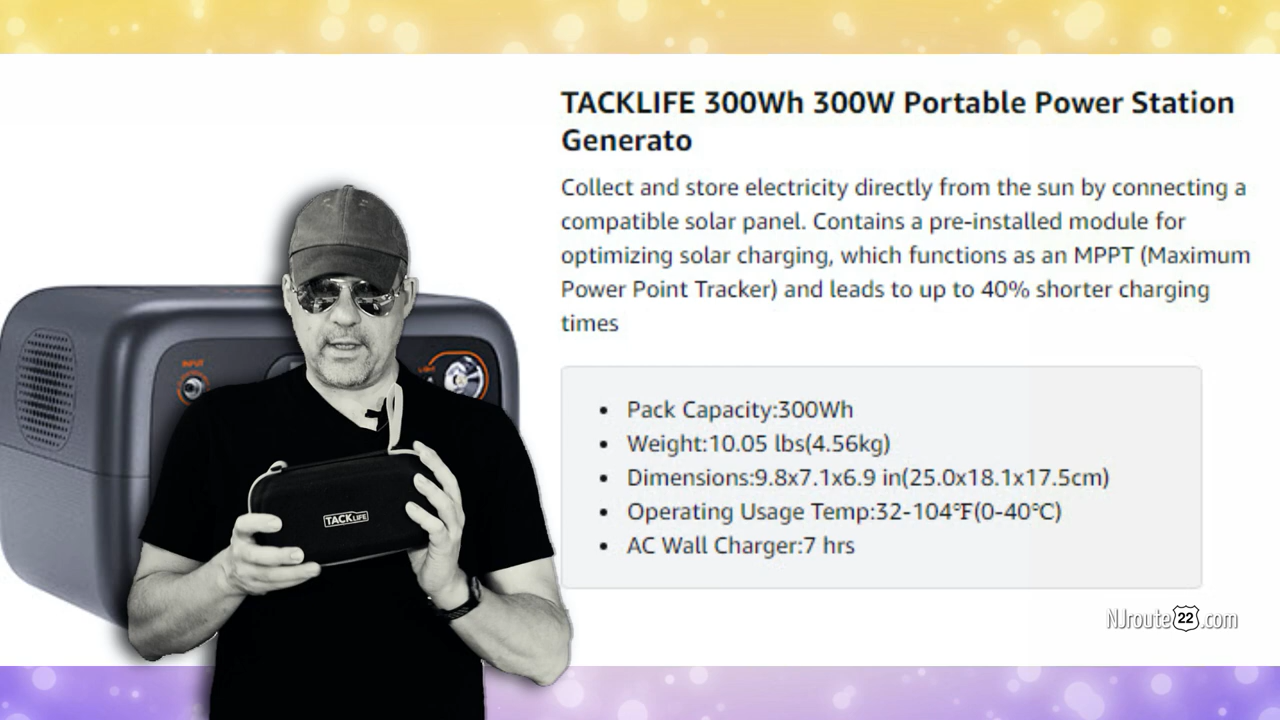 TACKLIFE 300Wh 300W Portable Power Station
Generato
Collect and store electricity directly from the sun by connecting a
compatible solar panel. Contains a pre-installed module for
optimizing solar charging, which functions as an MPPT (Maximum
Power Point Tracker) and leads to up to 40% shorter charging
times
• Pack Capacity:300Wh
• Weight:10.05 lbs(4.56kg)
• Dimensions:9.8x7.1x6.9 in(25.0x18.1x17.5cm)
• Operating Usage Temp:32-104℉(0-40℃)
• AC Wall Charger:7 hrs
INPUT
TACKLIFE
NJroute22.com